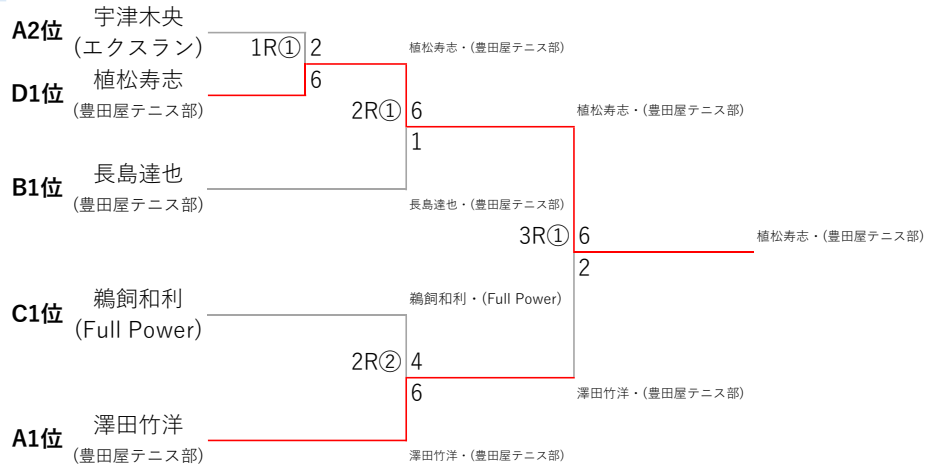 A2位
宇津木央
(エクスラン)
1R① 2
植松寿志・(豊田屋テニス部)
D1位
植松寿志
(豊田屋テニス部)
6
2R① 6
植松寿志・(豊田屋テニス部)
1
B1位
長島達也
(豊田屋テニス部)
長島達也・(豊田屋テニス部)
3R① 6
植松寿志・(豊田屋テニス部)
2
C1位
鵜飼和利
(Full Power)
鵜飼和利・(Full Power)
2R② 4
6
澤田竹洋・(豊田屋テニス部)
A1位
澤田竹洋
(豊田屋テニス部)
澤田竹洋・(豊田屋テニス部)